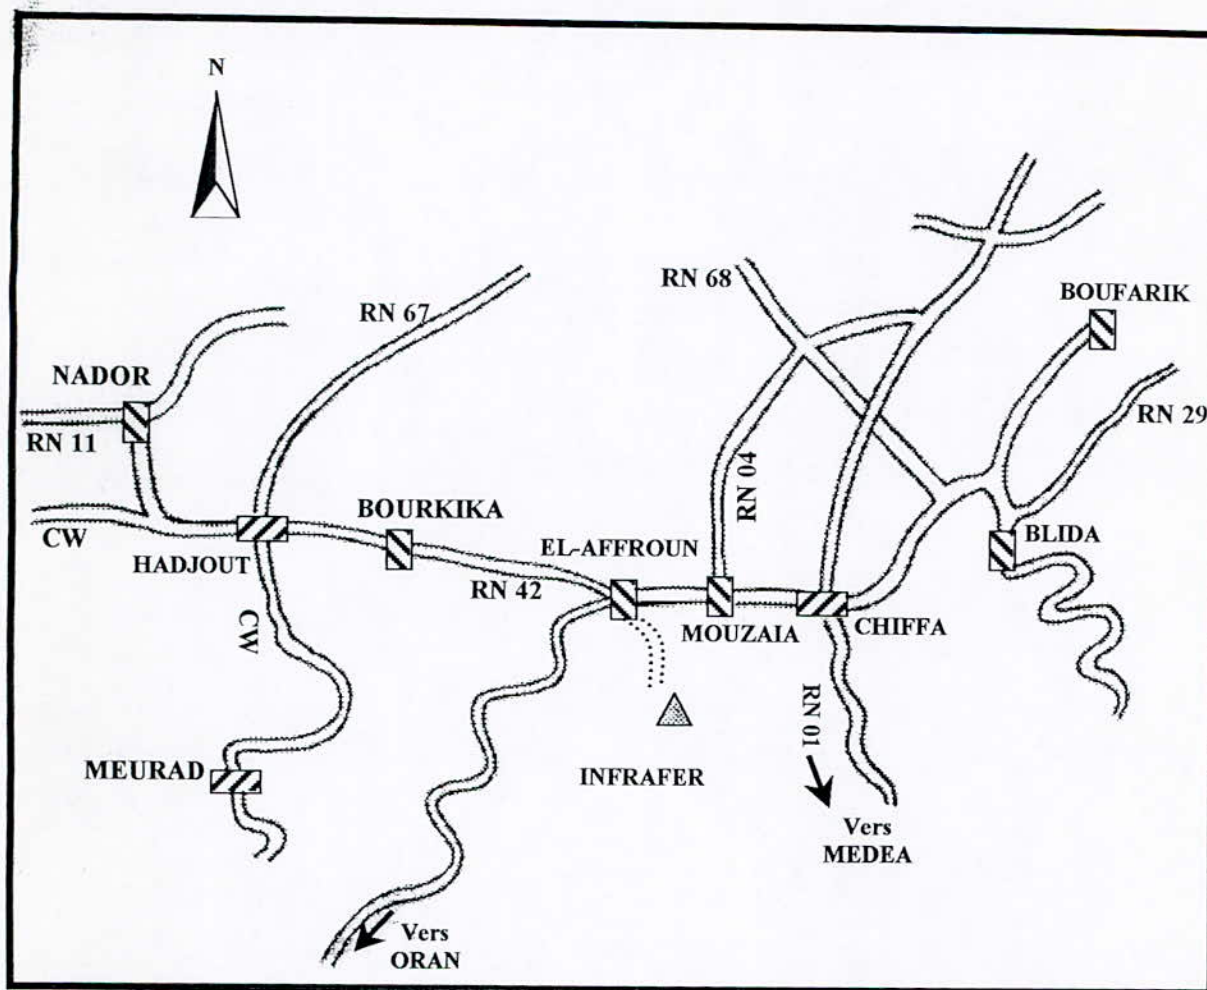 N
RN 67
RN 68
BOUFARIK
NADOR
RN 11
RN 29
RN 04
BOURKIKA
CW
HADJOUT
EL-AFFROUN
BLIDA
RN 42
MOUZAIA
CHIFFA
CW
RN 01
MEURAD
INFRAFER
Vers
MEDEA
Vers
ORAN